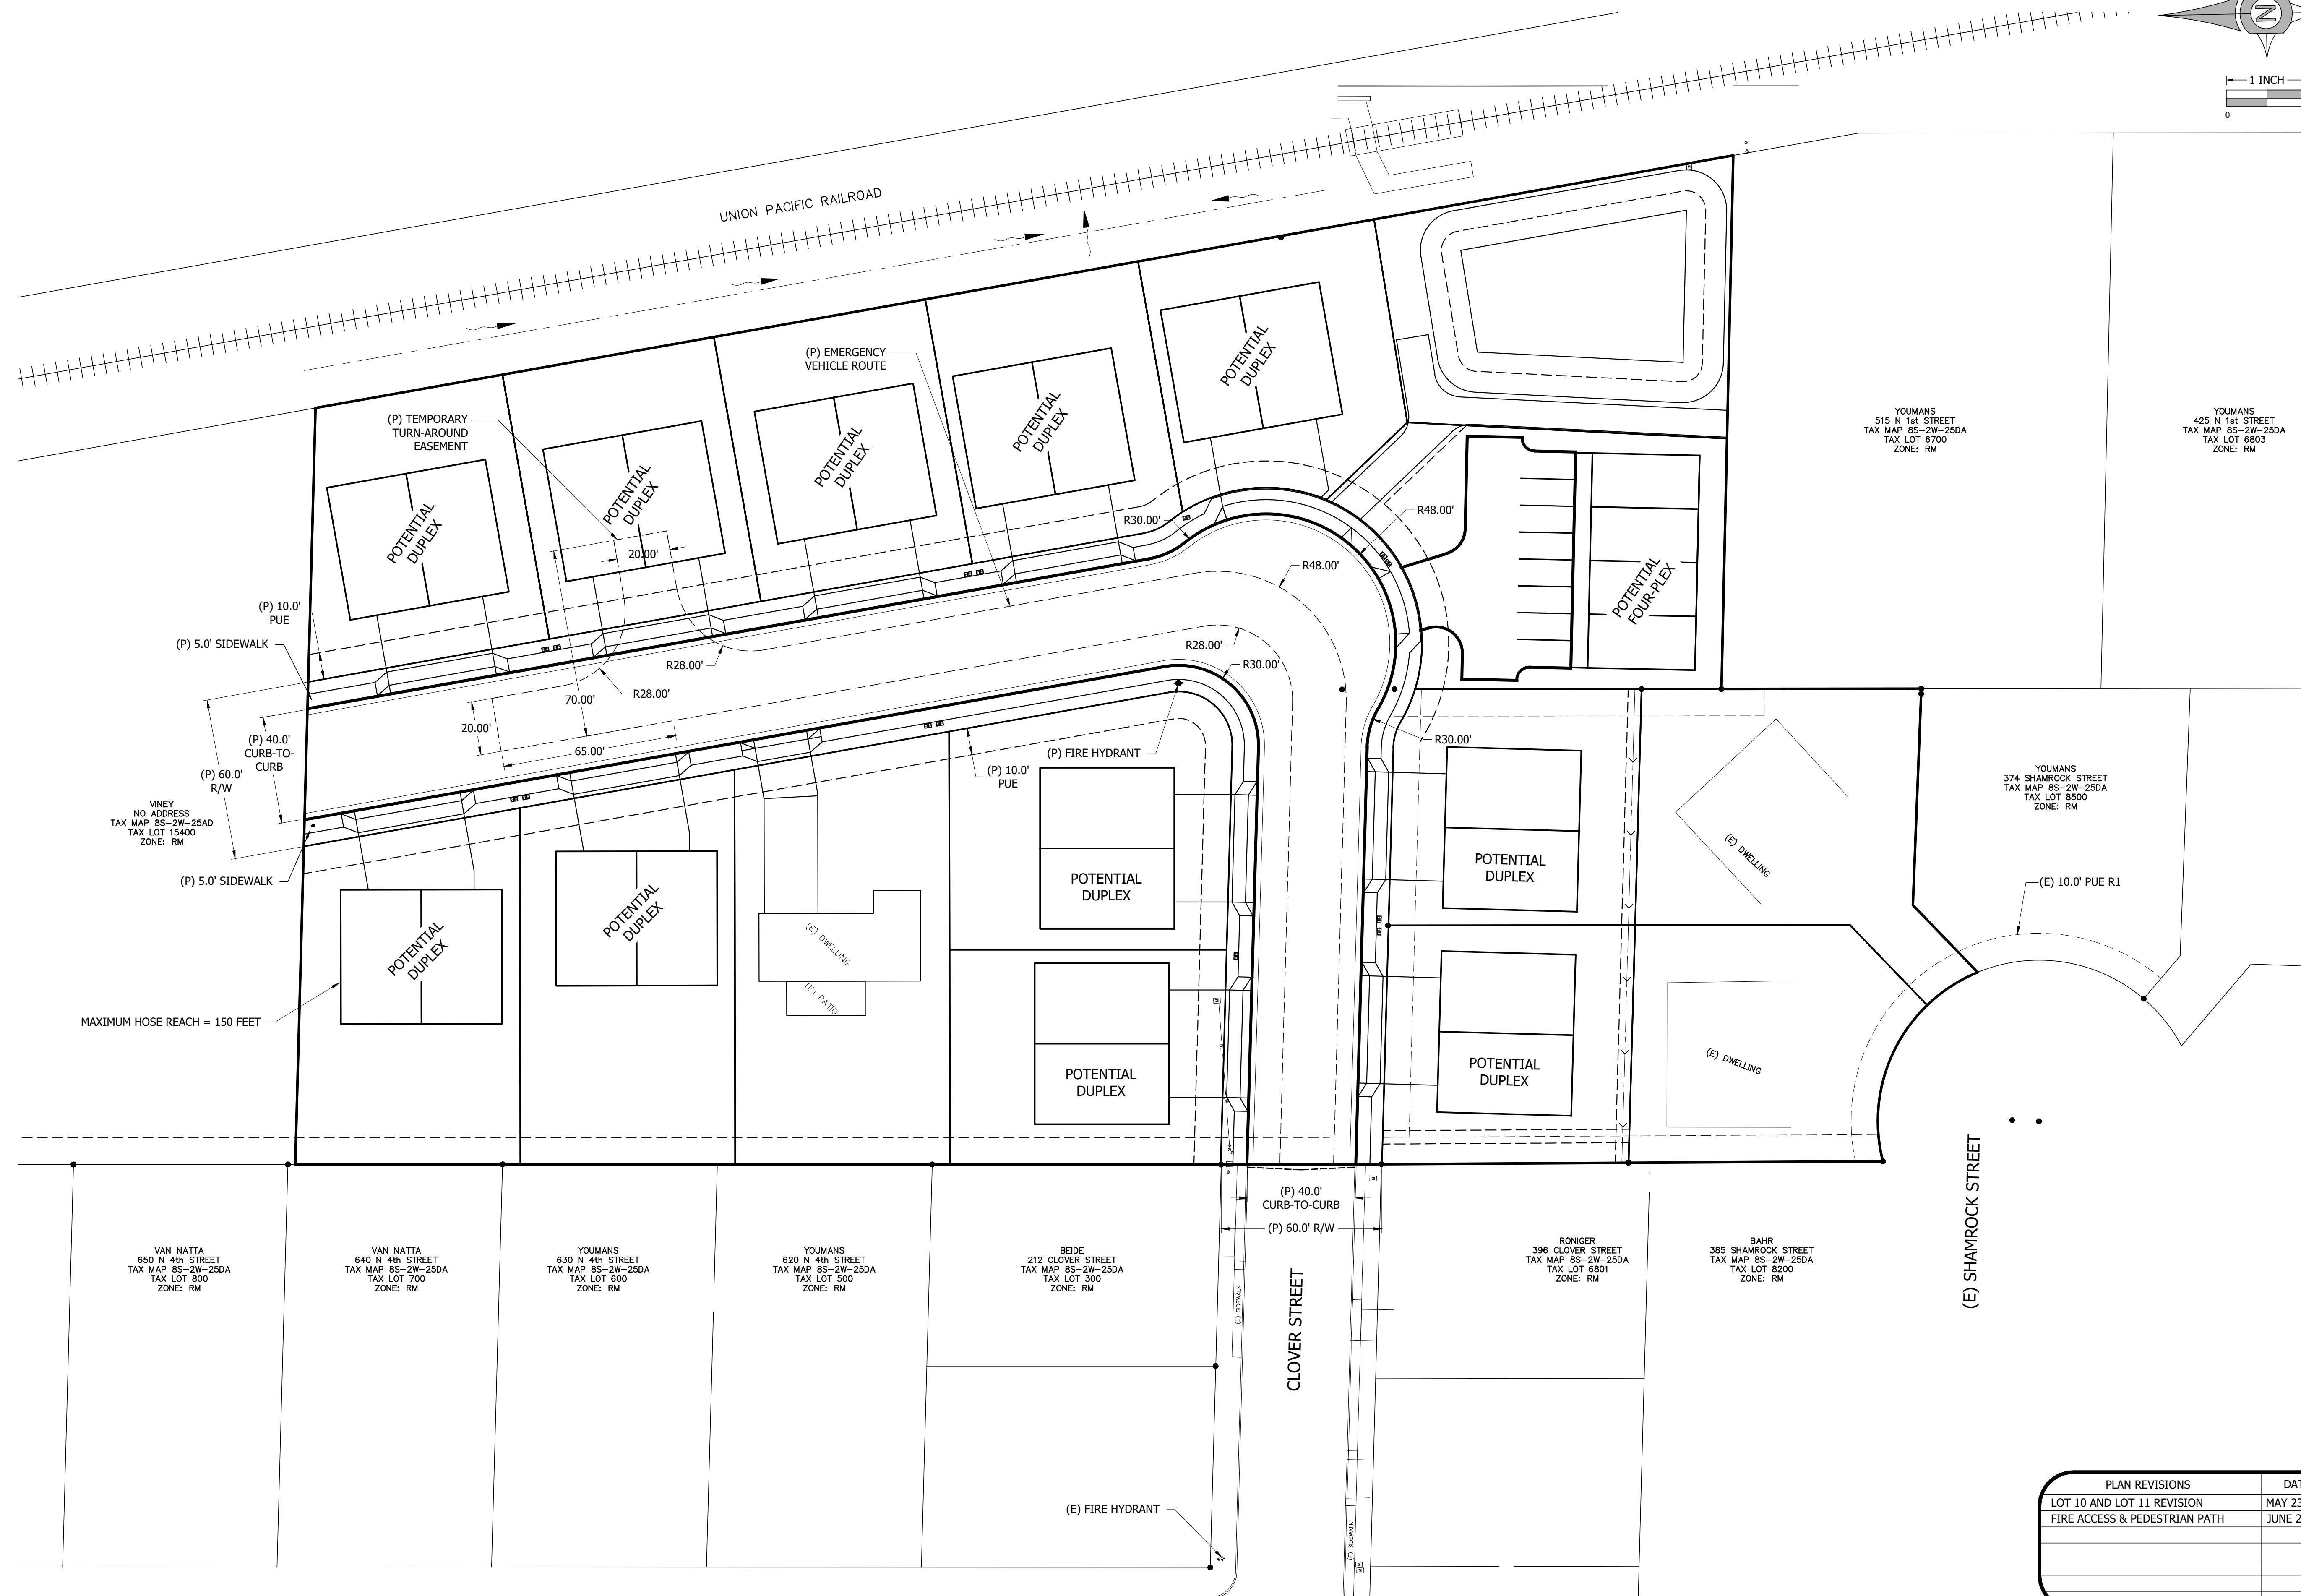 N
1 INCH
0
UNION PACIFIC RAILROAD
(P) EMERGENCY
VEHICLE ROUTE
(P) TEMPORARY
TURN-AROUND
EASEMENT
POTENTIAL
DUPLEX
POTENTIAL
DUPLEX
POTENTIAL
DUPLEX
POTENTIAL
DUPLEX
POTENTIAL
DUPLEX
20.00'
R30.00'
R48.00'
R48.00'
R28.00'
R30.00'
R28.00'
R28.00'
70.00'
20.00'
65.00'
R30.00'
(P) 10.0'
PUE
(P) 5.0' SIDEWALK
(P) 40.0'
CURB-TO-
CURB
(P) 60.0'
R/W
(P) 5.0' SIDEWALK
POTENTIAL
FOUR-PLEX
YOUMANS
515 N 1st STREET
TAX MAP 8S-2W-25DA
TAX LOT 6700
ZONE: RM
YOUMANS
425 N 1st STREET
TAX MAP 8S-2W-25DA
TAX LOT 6803
ZONE: RM
VINEY
NO ADDRESS
TAX MAP 8S-2W-25AD
TAX LOT 15400
ZONE: RM
(P) FIRE HYDRANT
(P) 10.0'
PUE
YOUMANS
374 SHAMROCK STREET
TAX MAP 8S-2W-25DA
TAX LOT 8500
ZONE: RM
(E) 10.0' PUE R1
POTENTIAL
DUPLEX
POTENTIAL
DUPLEX
(E) DWELLING
(E) PATIO
POTENTIAL
DUPLEX
POTENTIAL
DUPLEX
POTENTIAL
DUPLEX
POTENTIAL
DUPLEX
(E) DWELLING
(E) DWELLING
MAXIMUM HOSE REACH = 150 FEET
W
W
(P) 40.0'
CURB-TO-CURB
(P) 60.0' R/W
VAN NATTA
650 N 4th STREET
TAX MAP 8S-2W-25DA
TAX LOT 800
ZONE: RM
VAN NATTA
640 N 4th STREET
TAX MAP 8S-2W-25DA
TAX LOT 700
ZONE: RM
YOUMANS
630 N 4th STREET
TAX MAP 8S-2W-25DA
TAX LOT 600
ZONE: RM
YOUMANS
620 N 4th STREET
TAX MAP 8S-2W-25DA
TAX LOT 500
ZONE: RM
BEIDE
212 CLOVER STREET
TAX MAP 8S-2W-25DA
TAX LOT 300
ZONE: RM
RONIGER
396 CLOVER STREET
TAX MAP 8S-2W-25DA
TAX LOT 6801
ZONE: RM
BAHR
385 SHAMROCK STREET
TAX MAP 8S-2W-25DA
TAX LOT 8200
ZONE: RM
(E) SHAMROCK STREET
CLOVER STREET
(E) SIDEWALK
(E) SIDEWALK
(E) FIRE HYDRANT
PLAN REVISIONS DAT
LOT 10 AND LOT 11 REVISION MAY 23
FIRE ACCESS & PEDESTRIAN PATH JUNE 2